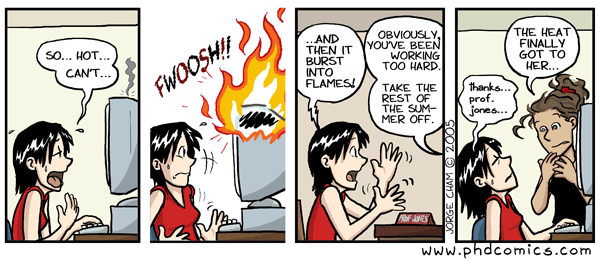 SO... HOT...
CAN'T...
FWOOSH!!
...AND
THEN IT
BURST
INTO
FLAMES!
OBVIOUSLY,
YOU'VE BEEN
WORKING
TOO HARD.
TAKE THE
REST OF
THE SUM-
MER OFF.
PROF. JONES
JORGE CHAM © 2005
THE HEAT
FINALLY
GOT TO
HER...
thanks...
prof.
jones...
www.phdcomics.com